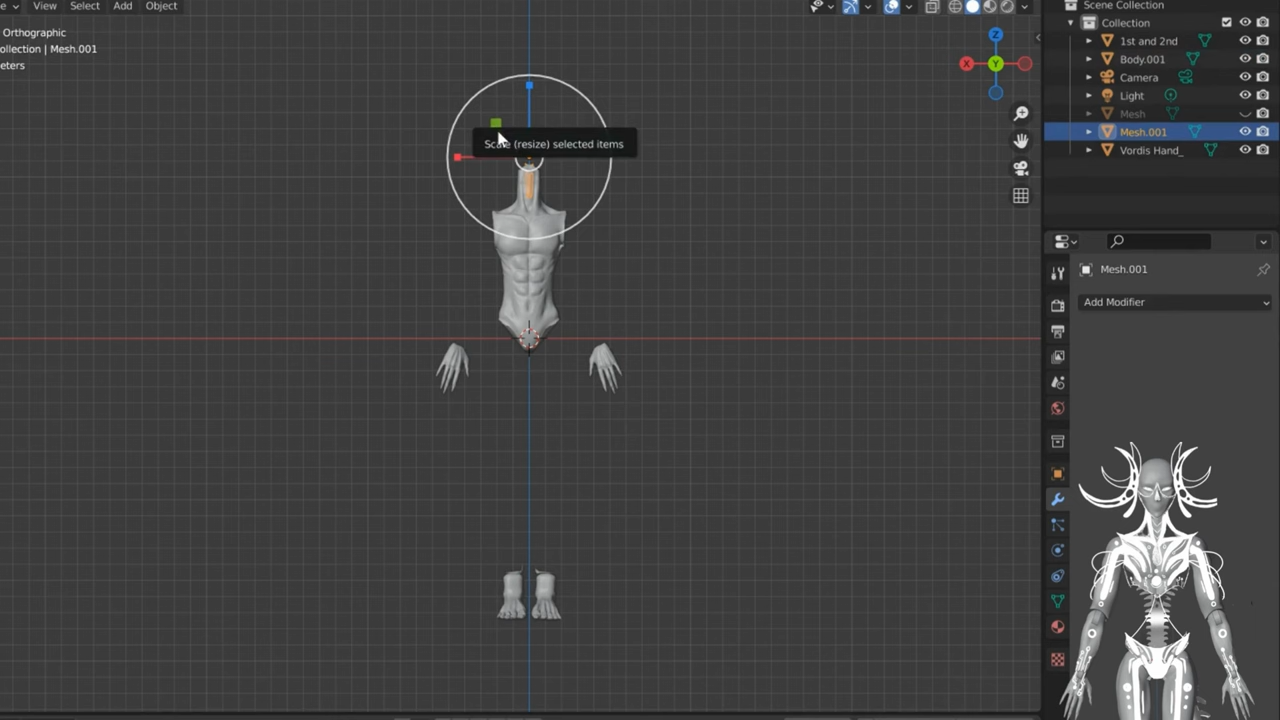 View Select Add Object
Orthographic
ollection | Mesh.001
eters
Scale (resize) selected items
Z
X
Y
Scene Collection
Collection
1st and 2nd
Body.001
Camera
Light
Mesh
Mesh.001
Vordis Hand_
Mesh.001
Add Modifier